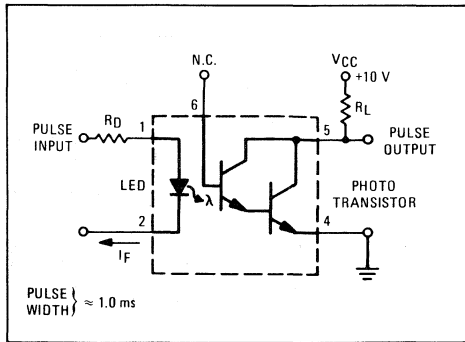 N.C.
VCC
+10 V
6
RL
RD
1
5
PULSE
INPUT
PULSE
OUTPUT
LED
λ
PHOTO
TRANSISTOR
2
4
IF
PULSE
WIDTH } ≈ 1.0 ms